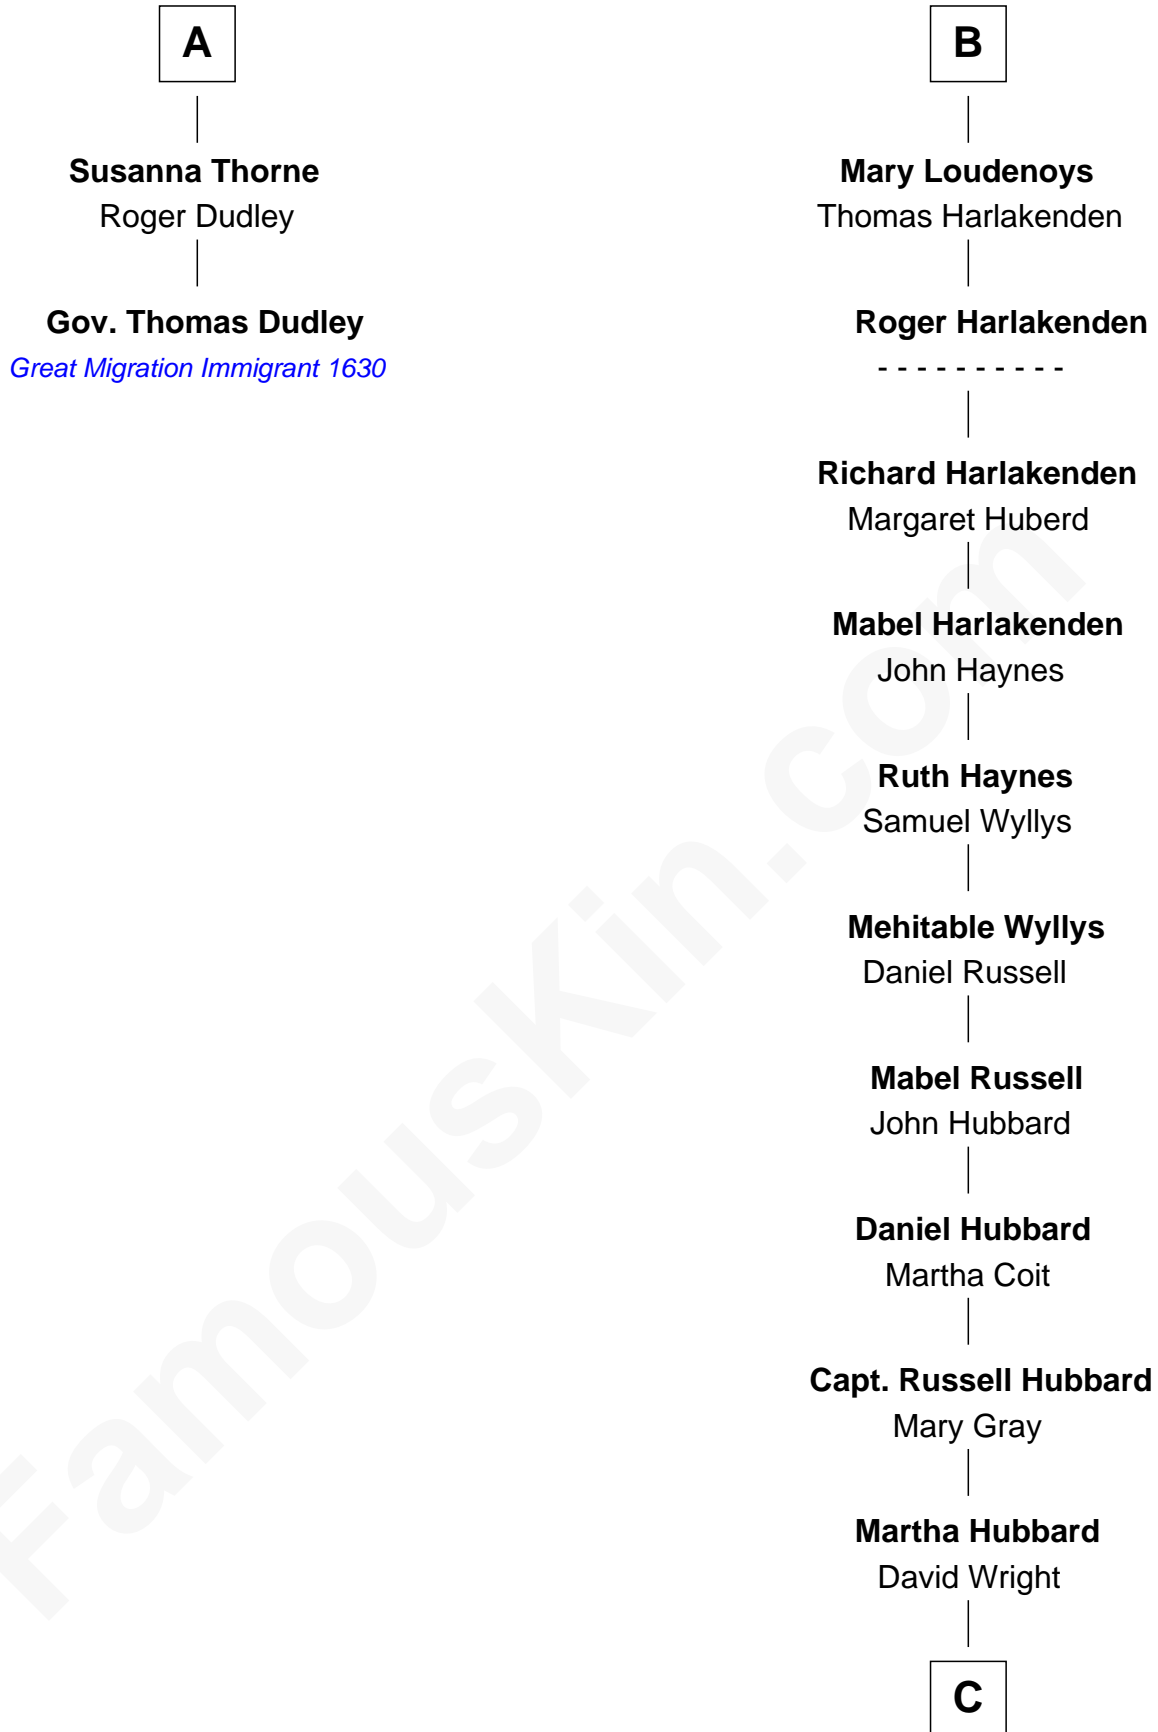 A
Susanna Thorne
Roger Dudley
Gov. Thomas Dudley
Great Migration Immigrant 1630
B
Mary Loudenoys
Thomas Harlakenden
Roger Harlakenden
- - - - - - - - - -
Richard Harlakenden
Margaret Huberd
Mabel Harlakenden
John Haynes
Ruth Haynes
Samuel Wyllys
Mehitable Wyllys
Daniel Russell
Mabel Russell
John Hubbard
Daniel Hubbard
Martha Coit
Capt. Russell Hubbard
Mary Gray
Martha Hubbard
David Wright
C
FamousKin.com